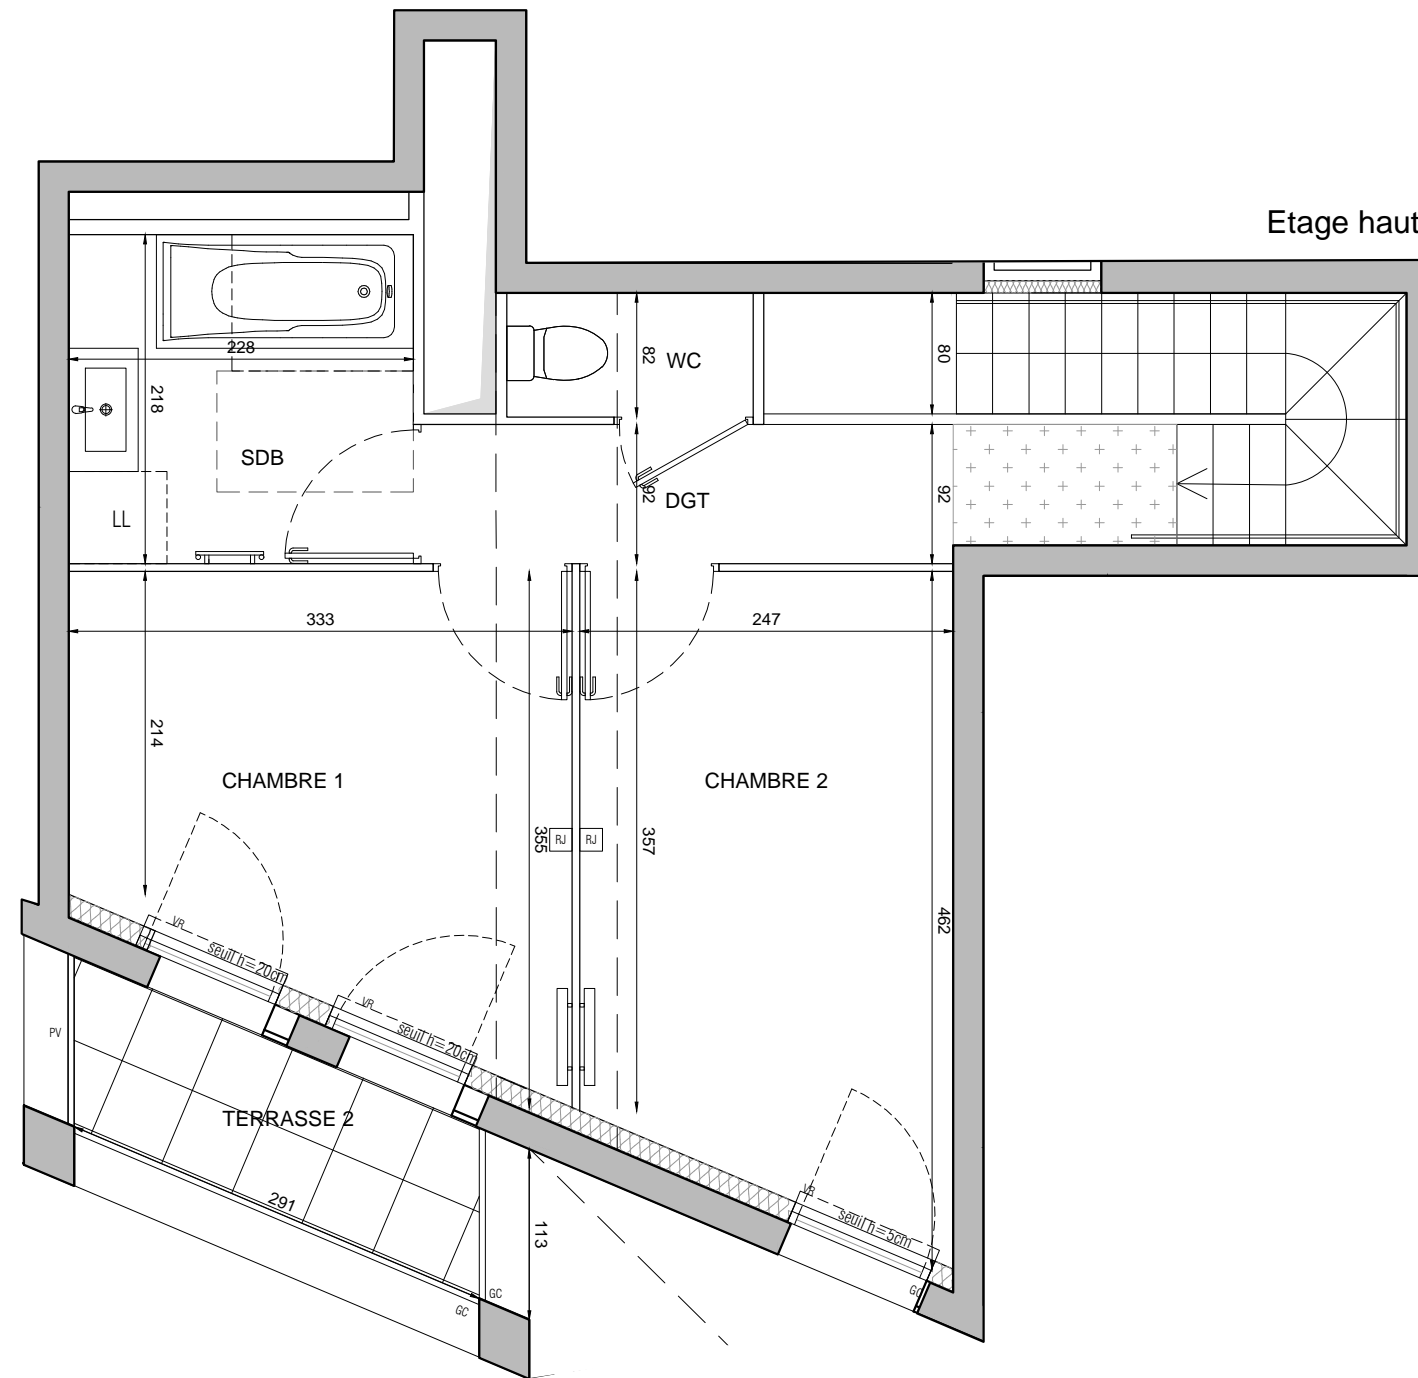 Etage haut
228
82
WC
80
218
SDB
92
DGT
92
LL
333
247
214
CHAMBRE 1
CHAMBRE 2
355
RJ
RJ
357
462
VR
seuil h=20cm
VR
seuil h=20cm
PV
TERRASSE 2
VR
seuil h=5cm
291
113
GC
GC
GC